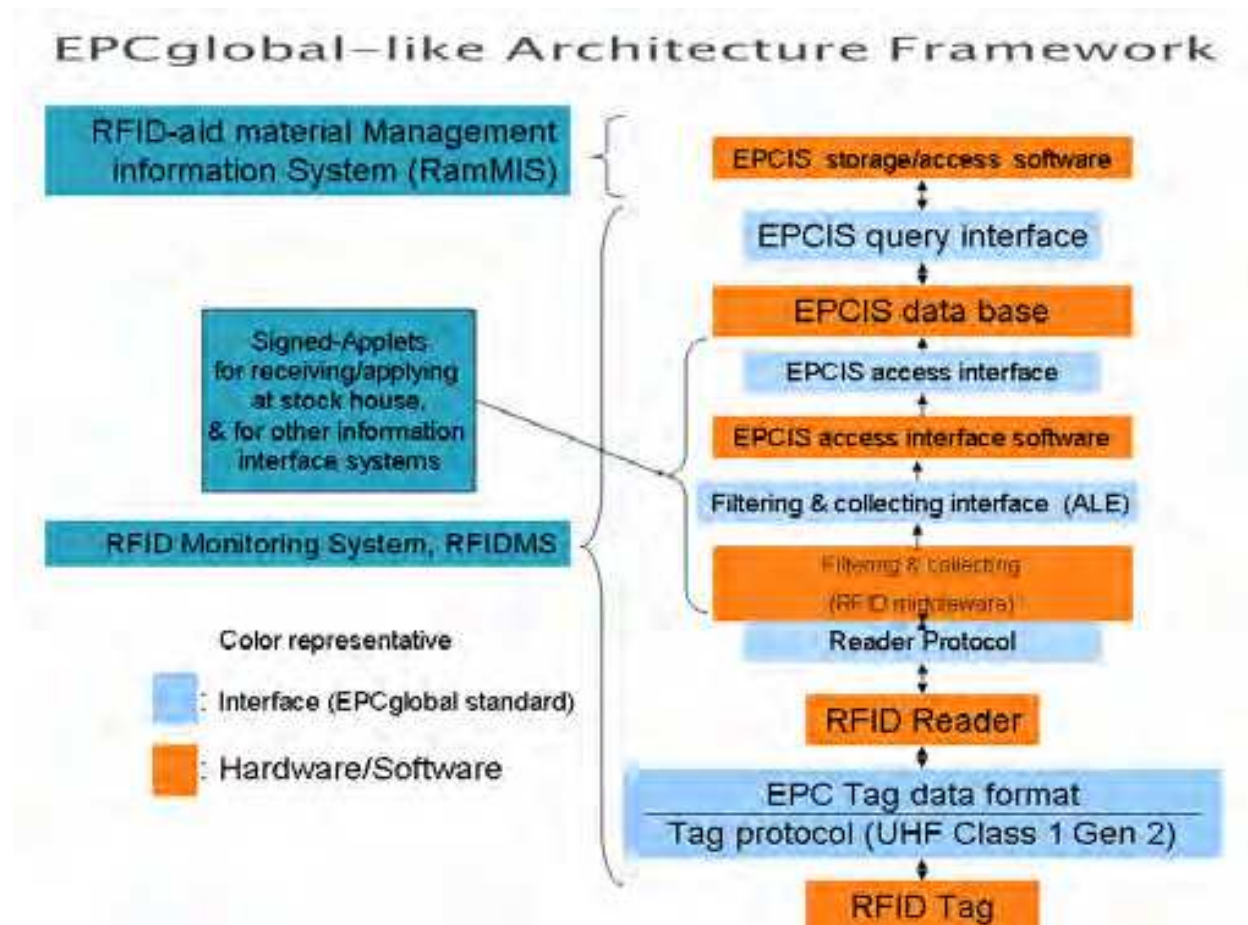 EPCglobal-like Architecture Framework
RFID-aid material Management
information System (RamMIS)
EPCIS storage/access software
EPCIS query interface
EPCIS data base
Signed-Applets
for receiving/applying
at stock house,
& for other information
interface systems
EPCIS access interface
EPCIS access interface software
Filtering & collecting interface (ALE)
RFID Monitoring System, RFIDMS
Filtering & collecting
(RFID middleware)
Reader Protocol
Color representative
: Interface (EPCglobal standard)
: Hardware/Software
RFID Reader
EPC Tag data format
Tag protocol (UHF Class 1 Gen 2)
RFID Tag